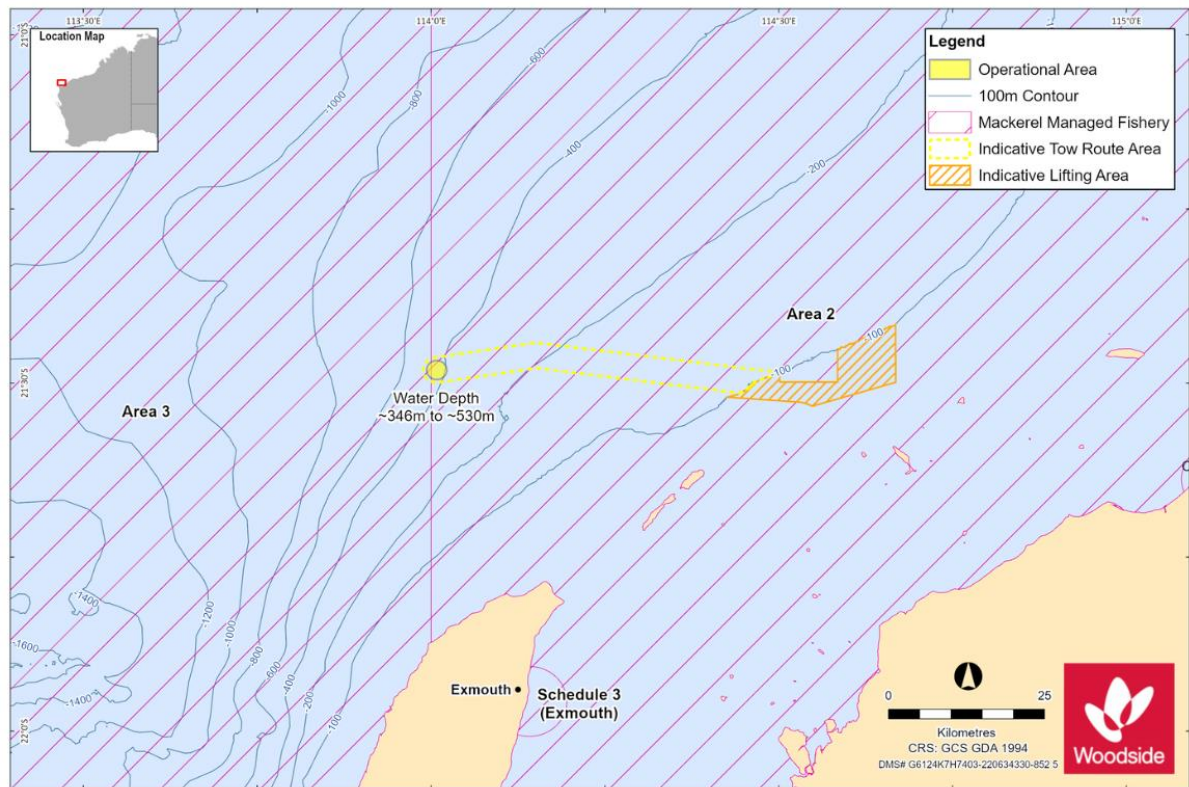 113°30'E
114°0'E
114°30'E
115°0'E
21°0'S
21°30'S
22°0'S
Location Map
Legend
Operational Area
100m Contour
Mackerel Managed Fishery
Indicative Tow Route Area
Indicative Lifting Area
-1000
-800
-600
-400
-200
Area 2
-100
-100
Water Depth
~346m to ~530m
Area 3
-1400
-1200
-1000
-1600
-800
-600
-1400
-400
-200
-100
Exmouth
Schedule 3
(Exmouth)
0
25
Kilometres
CRS: GCS GDA 1994
DMS# G6124K7H7403-220634330-852 5
Woodside